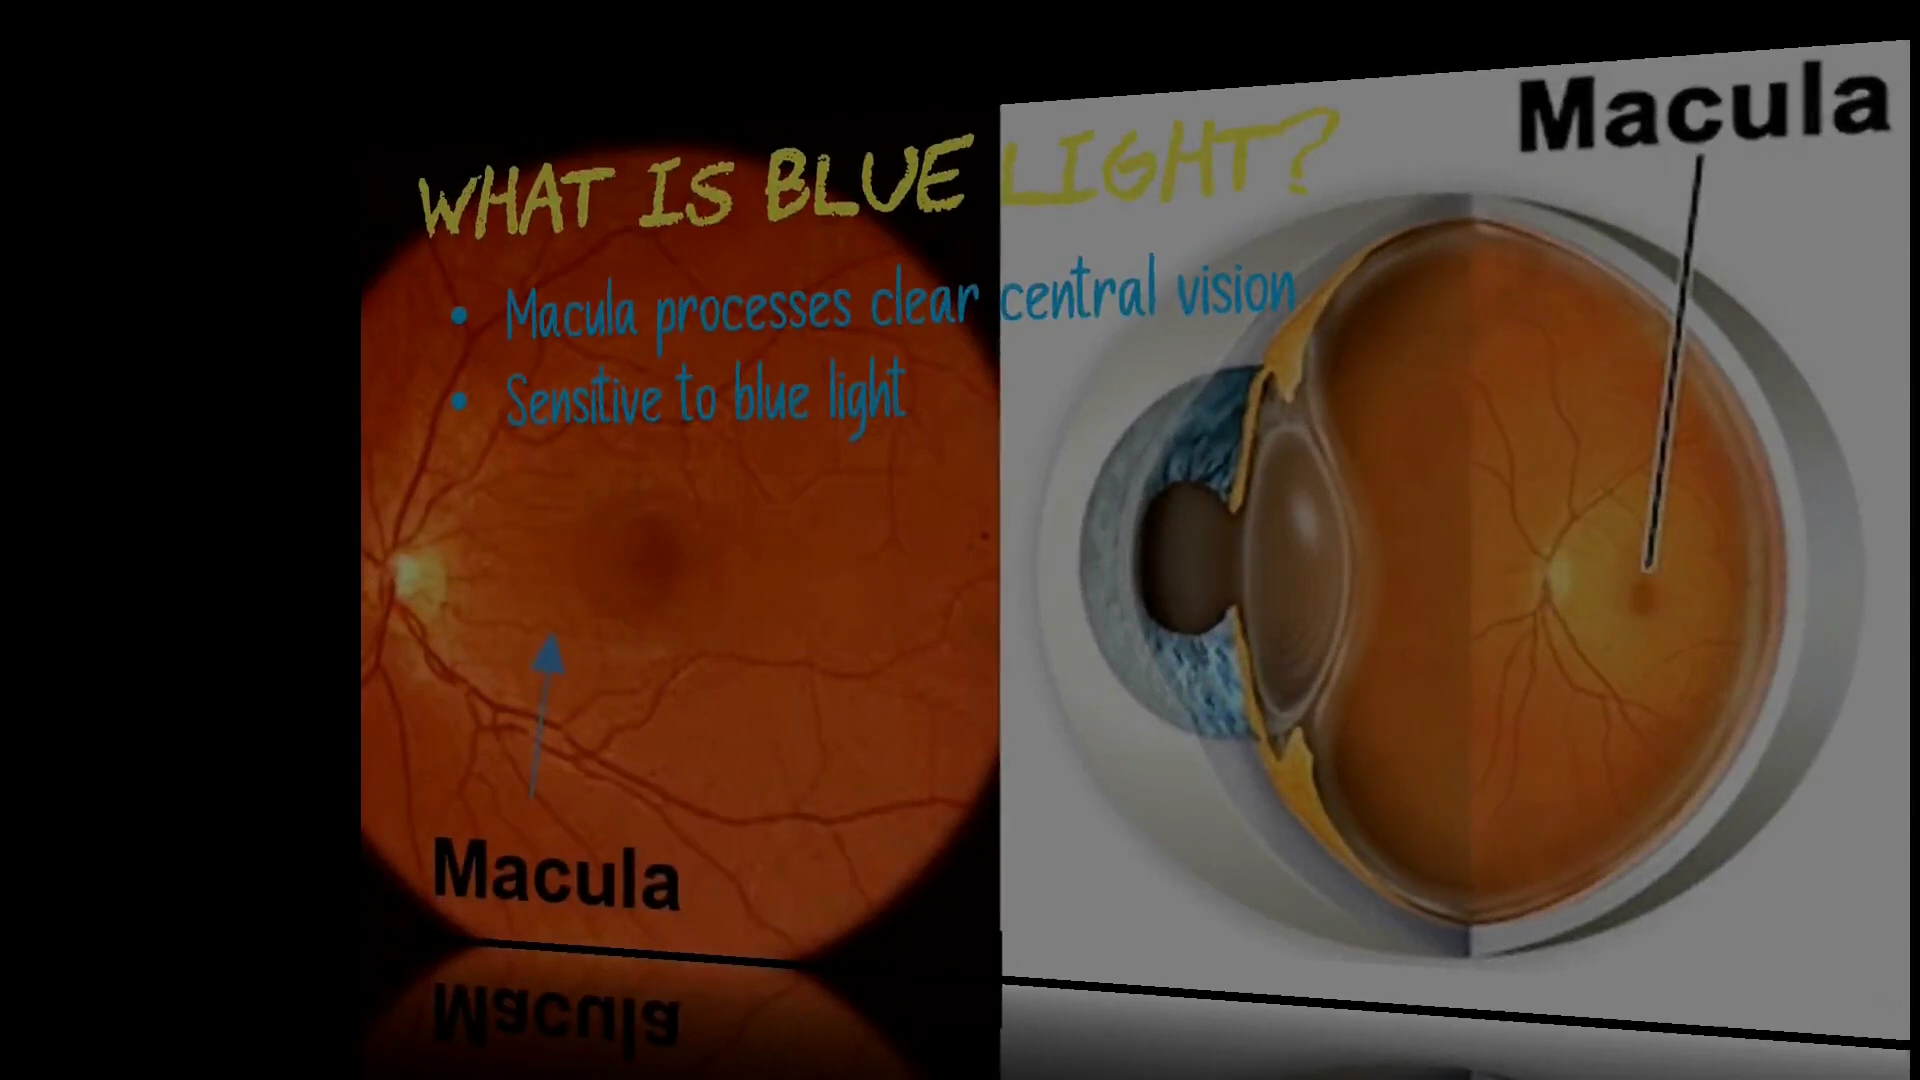 Macula
WHAT IS BLUE LIGHT?
• Macula processes clear central vision
• Sensitive to blue light
Macula
Macula